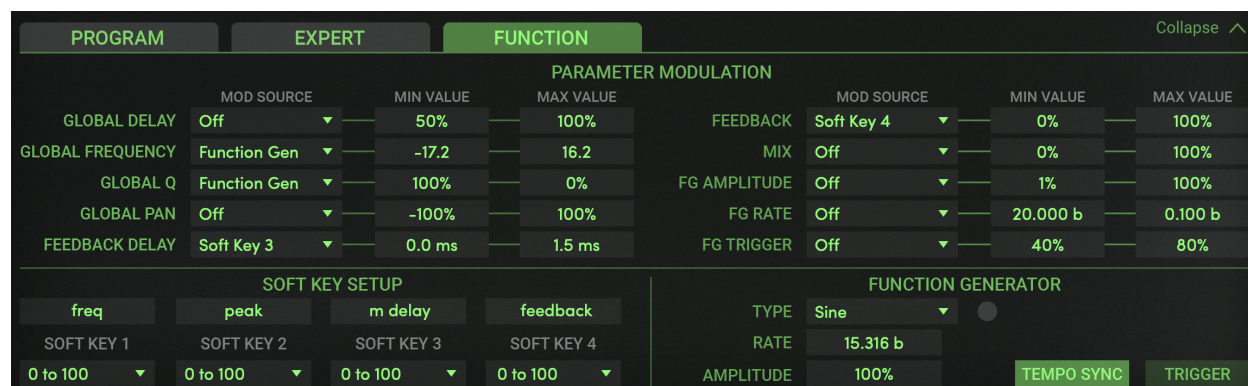 PROGRAM EXPERT FUNCTION Collapse
PARAMETER MODULATION
MOD SOURCE MIN VALUE MAX VALUE MOD SOURCE MIN VALUE MAX VALUE
GLOBAL DELAY Off 50% 100% FEEDBACK Soft Key 4 0% 100%
GLOBAL FREQUENCY Function Gen -17.2 16.2 MIX Off 0% 100%
GLOBAL Q Function Gen 100% 0% FG AMPLITUDE Off 1% 100%
GLOBAL PAN Off -100% 100% FG RATE Off 20.000 b 0.100 b
FEEDBACK DELAY Soft Key 3 0.0 ms 1.5 ms FG TRIGGER Off 40% 80%
SOFT KEY SETUP FUNCTION GENERATOR
freq peak m delay feedback TYPE Sine
SOFT KEY 1 SOFT KEY 2 SOFT KEY 3 SOFT KEY 4 RATE 15.316 b
0 to 100 0 to 100 0 to 100 0 to 100 AMPLITUDE 100% TEMPO SYNC TRIGGER